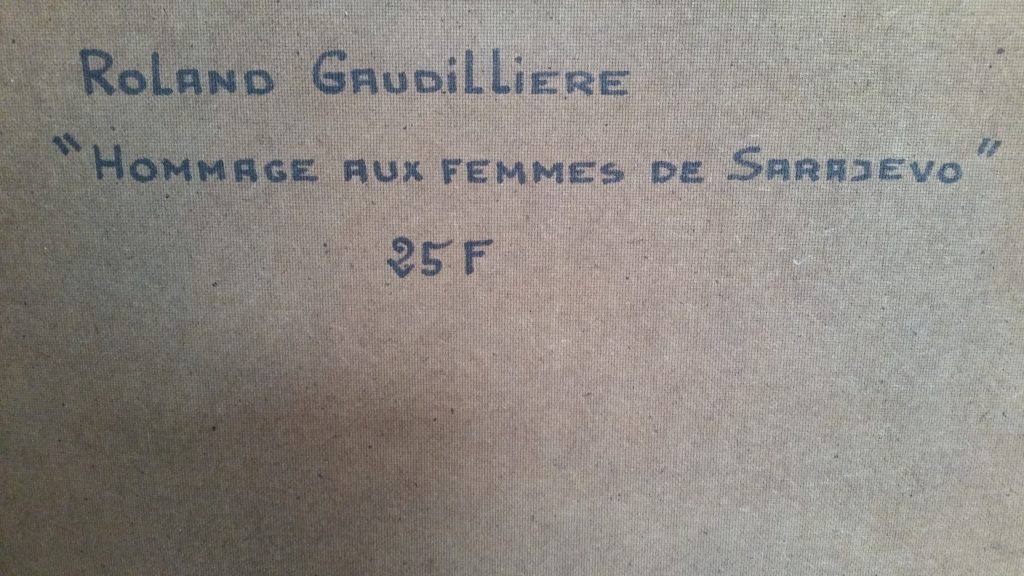 Roland Gaudilliere
"Hommage aux femmes de Sarajevo"
25 F